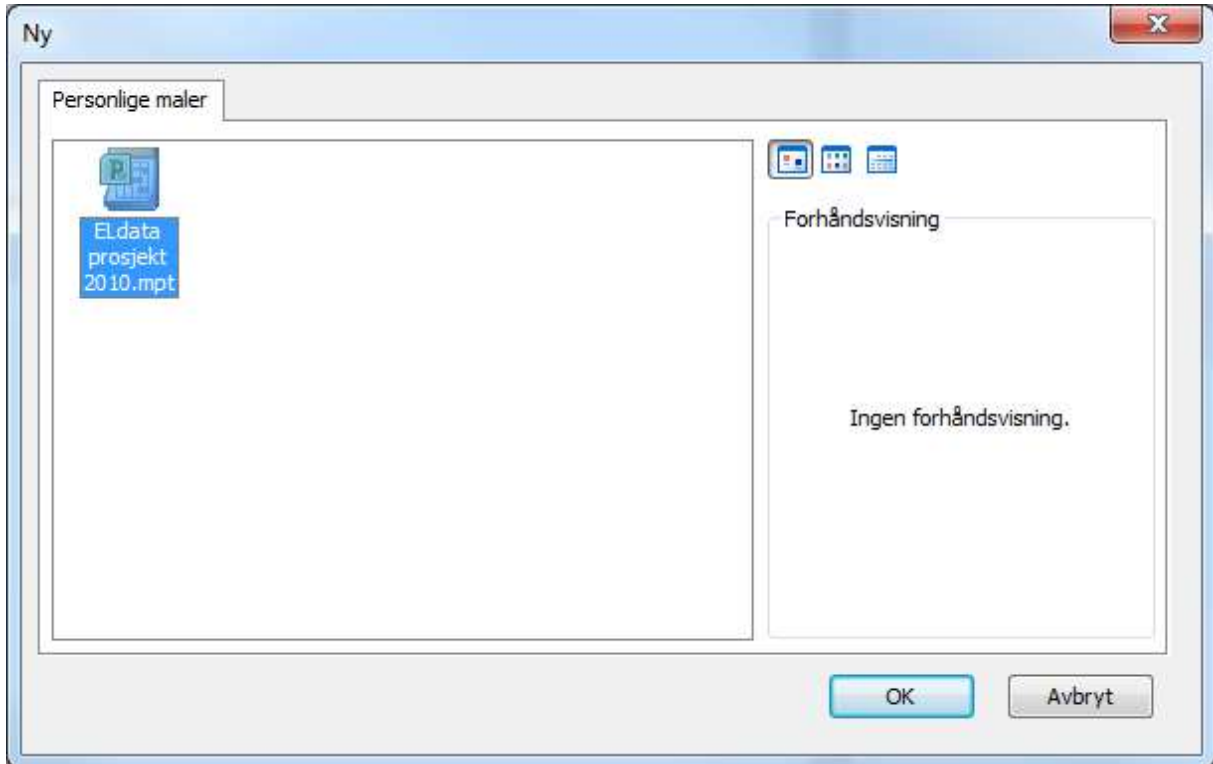 Ny
Personlige maler
ELdata
prosjekt
2010.mpt
Forhåndsvisning
Ingen forhåndsvisning.
OK
Avbryt